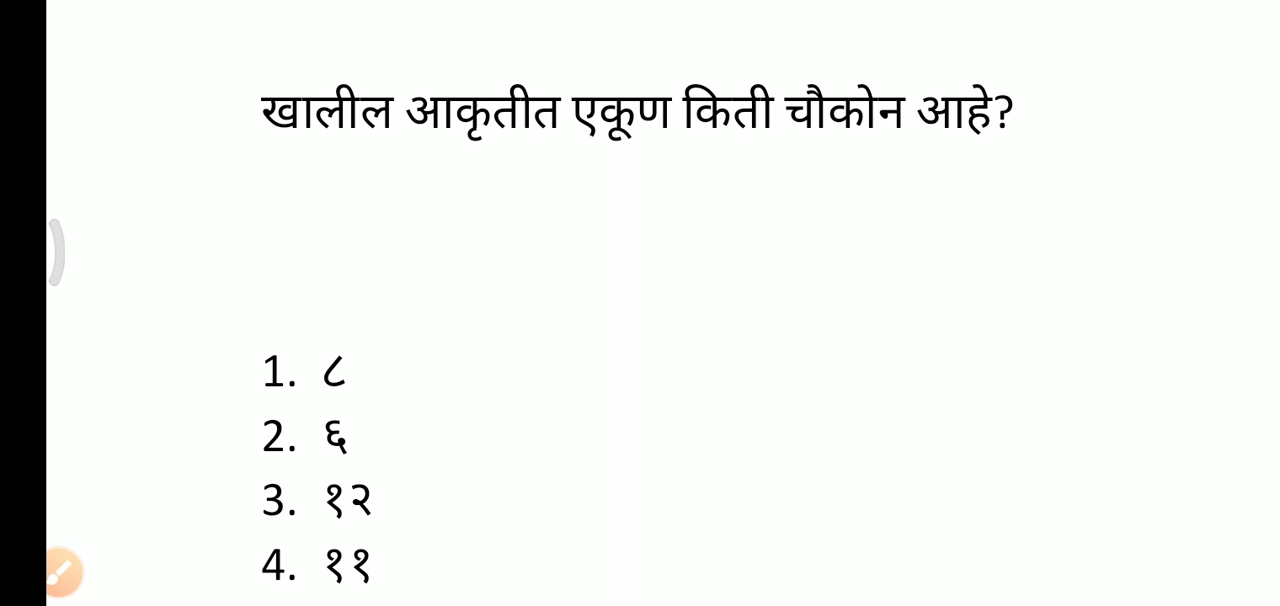 खालील आकृतीत एकूण किती चौकोन आहे?
1. ८
2. ६
3. १२
4. ११